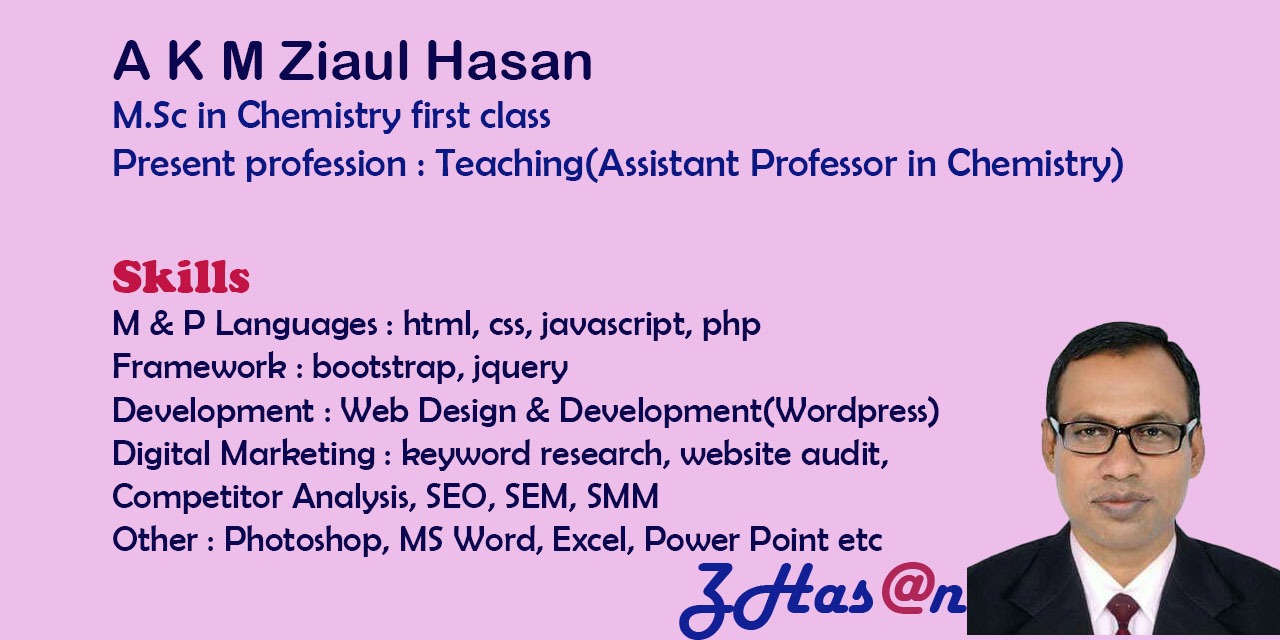 A K M Ziaul Hasan
M.Sc in Chemistry first class
Present profession : Teaching(Assistant Professor in Chemistry)
Skills
M & P Languages : html, css, javascript, php
Framework : bootstrap, jquery
Development : Web Design & Development(Wordpress)
Digital Marketing : keyword research, website audit,
Competitor Analysis, SEO, SEM, SMM
Other : Photoshop, MS Word, Excel, Power Point etc
ZHas@n